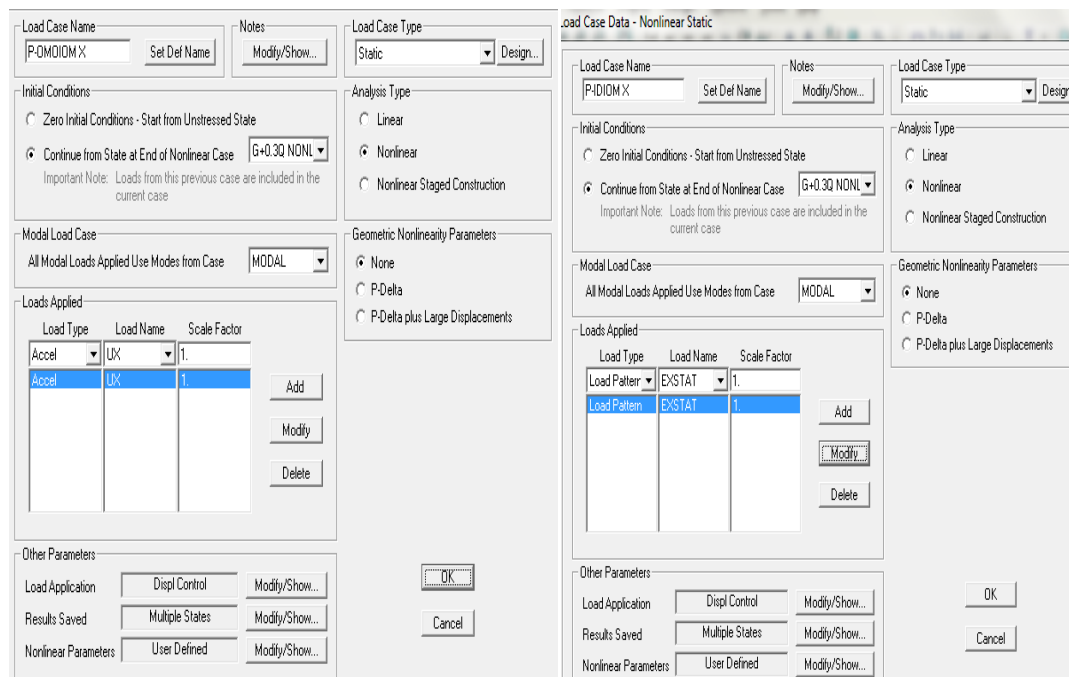 Load Case Name
P-OMOIOM X
Set Def Name
Notes
Modify/Show...
Load Case Type
Static
Design...
Initial Conditions
Zero Initial Conditions - Start from Unstressed State
Continue from State at End of Nonlinear Case
G+0.3Q NONL
Important Note: Loads from this previous case are included in the
current case
Analysis Type
Linear
Nonlinear
Nonlinear Staged Construction
Modal Load Case
All Modal Loads Applied Use Modes from Case
MODAL
Geometric Nonlinearity Parameters
None
P-Delta
P-Delta plus Large Displacements
Loads Applied
Load Type Load Name Scale Factor
Accel UX 1.
Accel UX 1.
Add
Modify
Delete
Other Parameters
Load Application Displ Control Modify/Show...
Results Saved Multiple States Modify/Show...
Nonlinear Parameters User Defined Modify/Show...
OK
Cancel
Load Case Data - Nonlinear Static
Load Case Name
P-IDIOM X
Set Def Name
Notes
Modify/Show...
Load Case Type
Static
Design
Initial Conditions
Zero Initial Conditions - Start from Unstressed State
Continue from State at End of Nonlinear Case
G+0.3Q NONL
Important Note: Loads from this previous case are included in the
current case
Analysis Type
Linear
Nonlinear
Nonlinear Staged Construction
Modal Load Case
All Modal Loads Applied Use Modes from Case
MODAL
Geometric Nonlinearity Parameters
None
P-Delta
P-Delta plus Large Displacements
Loads Applied
Load Type Load Name Scale Factor
Load Pattern EXSTAT 1.
Load Pattern EXSTAT 1.
Add
Modify
Delete
Other Parameters
Load Application Displ Control Modify/Show...
Results Saved Multiple States Modify/Show...
Nonlinear Parameters User Defined Modify/Show...
OK
Cancel